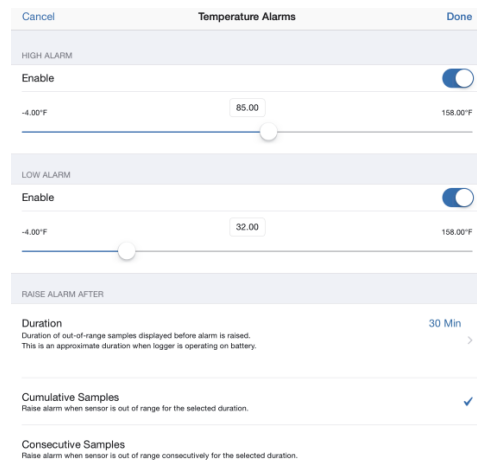 Cancel Temperature Alarms Done
HIGH ALARM
Enable
85.00
-4.00°F 158.00°F
LOW ALARM
Enable
32.00
-4.00°F 158.00°F
RAISE ALARM AFTER
Duration 30 Min
Duration of out-of-range samples displayed before alarm is raised.
This is an approximate duration when logger is operating on battery.
Cumulative Samples
Raise alarm when sensor is out of range for the selected duration.
Consecutive Samples
Raise alarm when sensor is out of range consecutively for the selected duration.